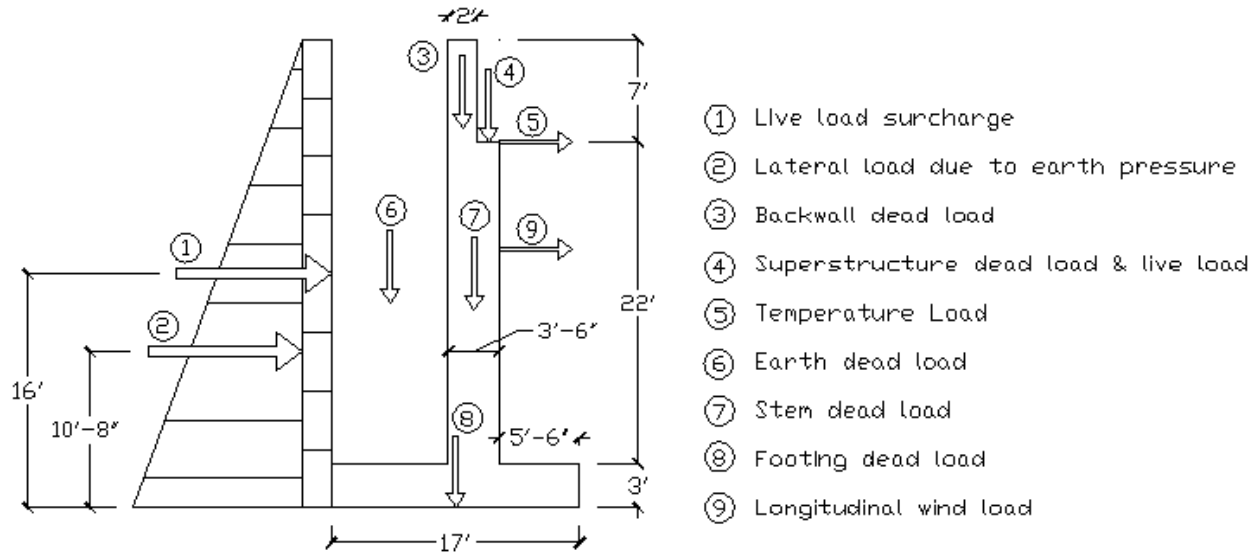 2'
③
④
7'
⑤
⑥
⑦
①
⑨
22'
②
3'-6"
16'
10'-8"
⑧
5'-6"
3'
17'
① Live load surcharge
② Lateral load due to earth pressure
③ Backwall dead load
④ Superstructure dead load & live load
⑤ Temperature Load
⑥ Earth dead load
⑦ Stem dead load
⑧ Footing dead load
⑨ Longitudinal wind load